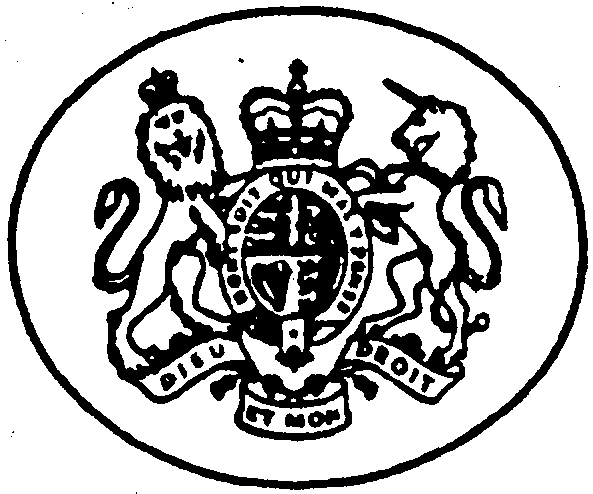 HONI SOIT QUI MAL Y PENSE
DIEU
ET MON
DROIT